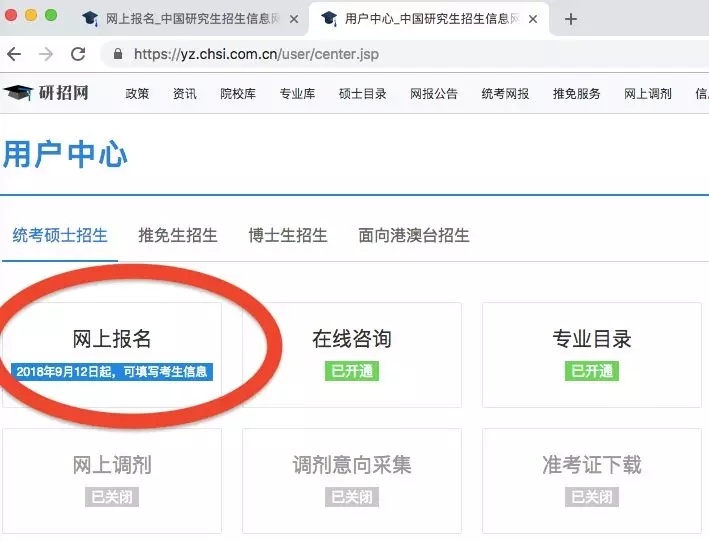 网上报名_中国研究生招生信息网
用户中心_中国研究生招生信息网
https://yz.chsi.com.cn/user/center.jsp
研招网 政策 资讯 院校库 专业库 硕士目录 网报公告 统考网报 推免服务 网上调剂 信
用户中心
统考硕士招生 推免生招生 博士生招生 面向港澳台招生
网上报名 在线咨询 专业目录
2018年9月12日起，可填写考生信息 已开通 已开通
网上调剂 调剂意向采集 准考证下载
已关闭 已关闭 已关闭